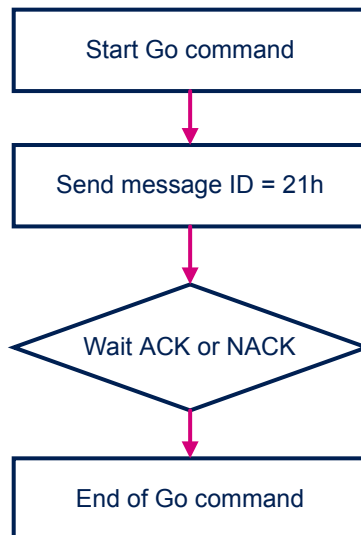 Start Go command
Send message ID = 21h
Wait ACK or NACK
End of Go command